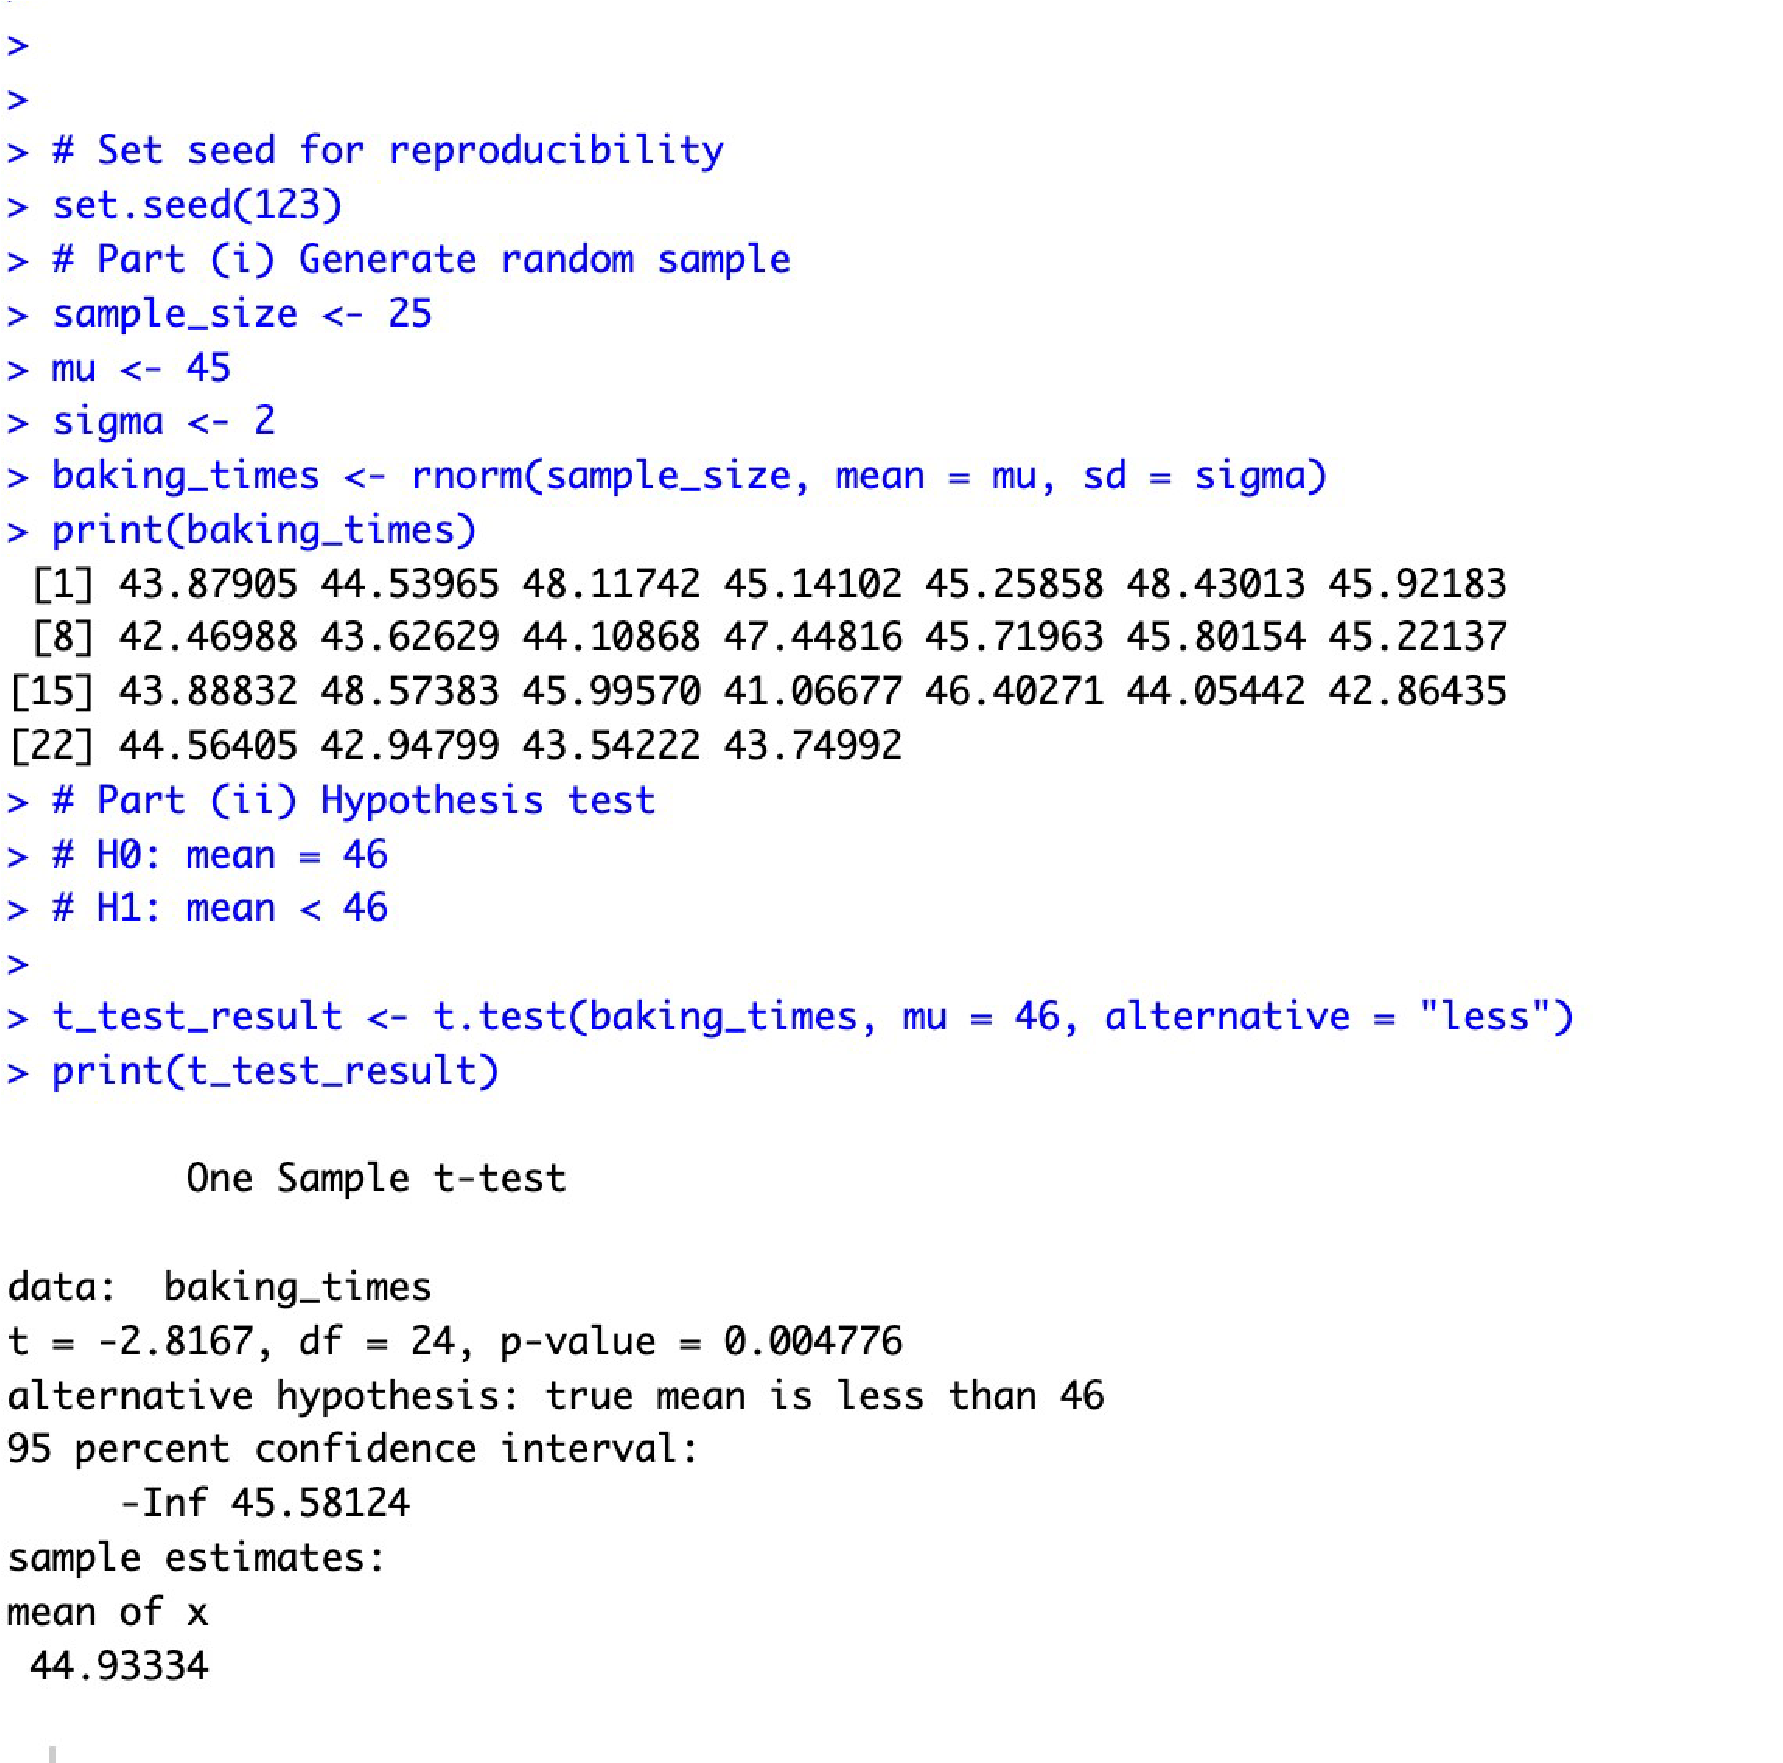 >
>
> # Set seed for reproducibility
> set.seed(123)
> # Part (i) Generate random sample
> sample_size <- 25
> mu <- 45
> sigma <- 2
> baking_times <- rnorm(sample_size, mean = mu, sd = sigma)
> print(baking_times)
 [1] 43.87905 44.53965 48.11742 45.14102 45.25858 48.43013 45.92183
 [8] 42.46988 43.62629 44.10868 47.44816 45.71963 45.80154 45.22137
[15] 43.88832 48.57383 45.99570 41.06677 46.40271 44.05442 42.86435
[22] 44.56405 42.94799 43.54222 43.74992
> # Part (ii) Hypothesis test
> # H0: mean = 46
> # H1: mean < 46
>
> t_test_result <- t.test(baking_times, mu = 46, alternative = "less")
> print(t_test_result)
        One Sample t-test
data:  baking_times
t = -2.8167, df = 24, p-value = 0.004776
alternative hypothesis: true mean is less than 46
95 percent confidence interval:
     -Inf 45.58124
sample estimates:
mean of x
 44.93334